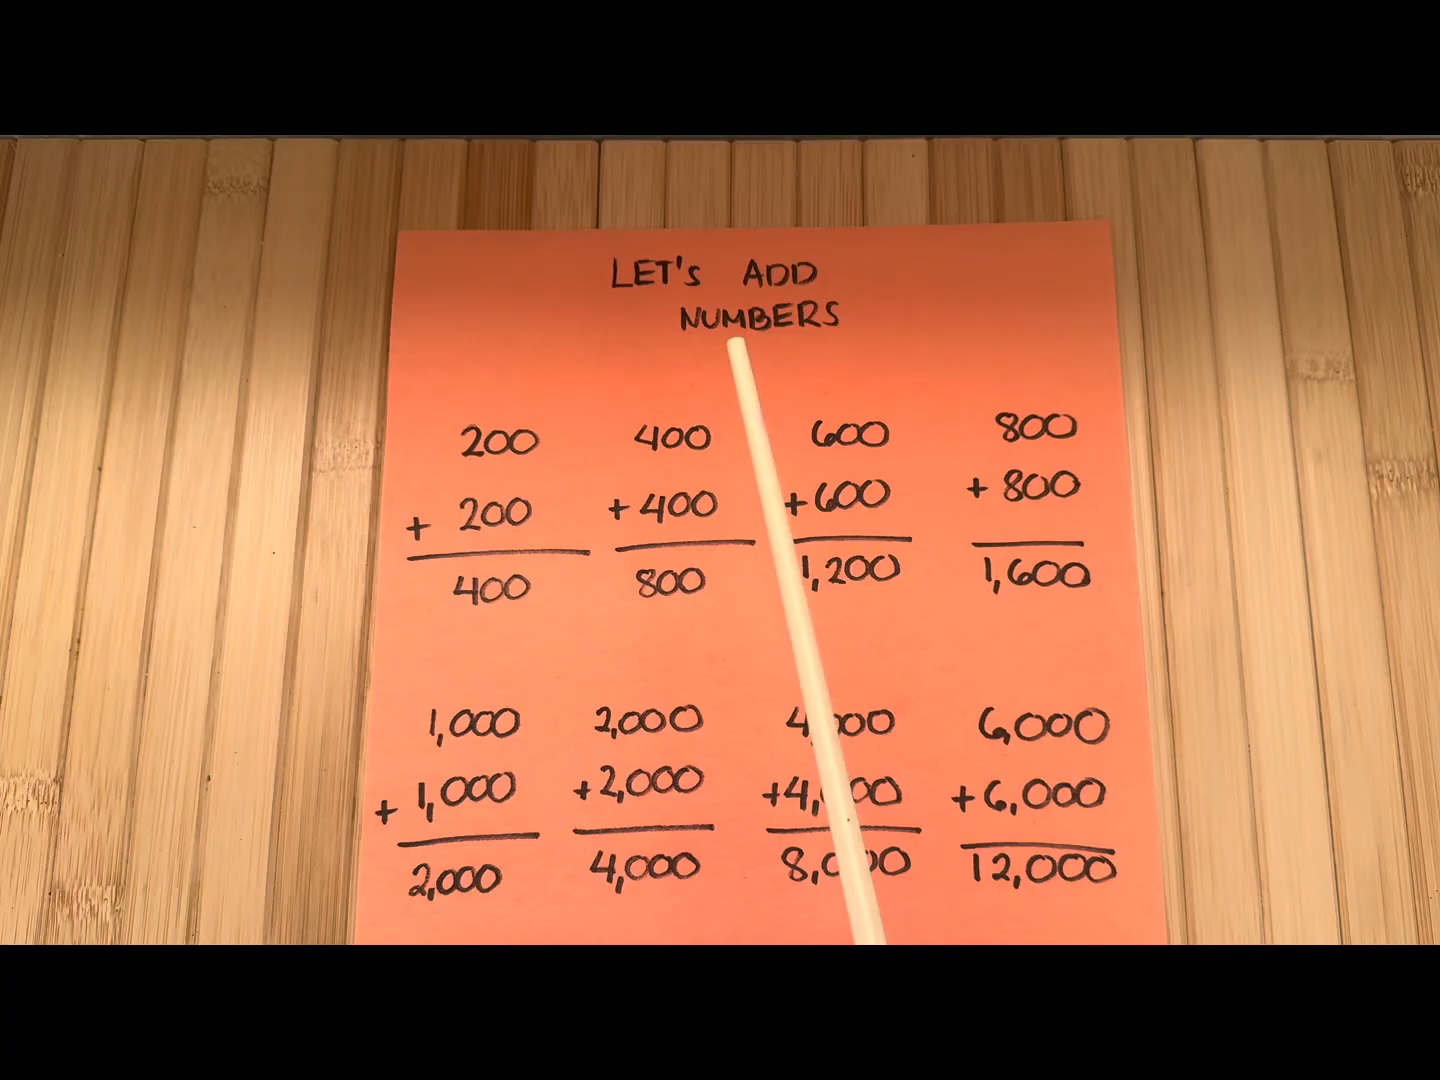 LET'S ADD
NUMBERS
200 400 600 800
+ 200 + 400 + 600 + 800
400 800 1,200 1,600
1,000 2,000 6,000
+ 1,000 + 2,000 + 6,000
2,000 4,000 12,000